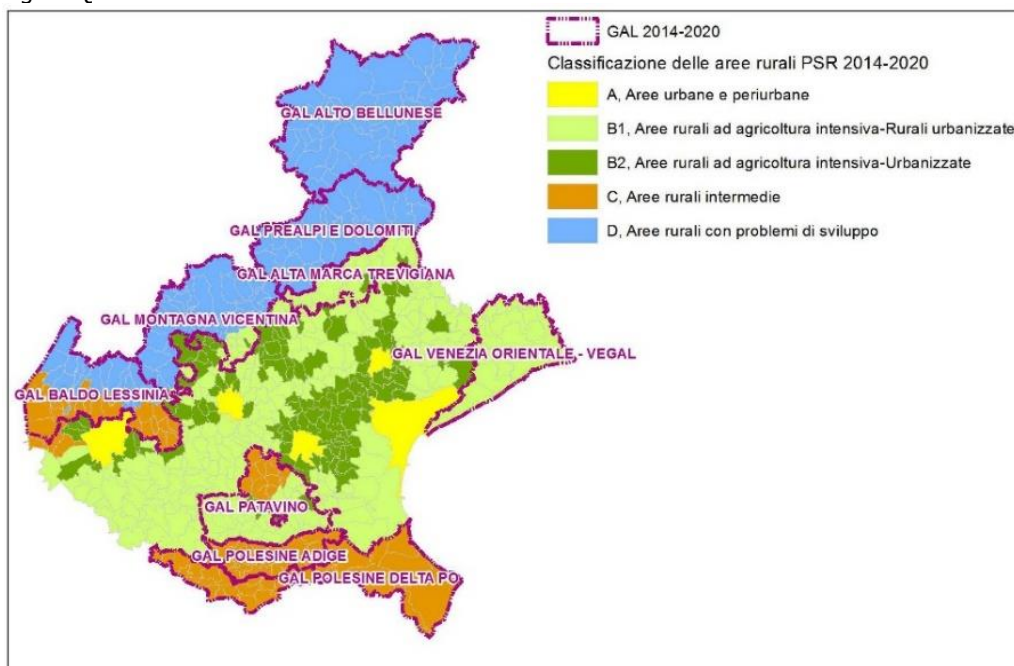 GAL 2014-2020
Classificazione delle aree rurali PSR 2014-2020
A, Aree urbane e periurbane
B1, Aree rurali ad agricoltura intensiva-Rurali urbanizzate
B2, Aree rurali ad agricoltura intensiva-Urbanizzate
C, Aree rurali intermedie
D, Aree rurali con problemi di sviluppo
GAL ALTO BELLUNESE
GAL PREALPI E DOLOMITI
GAL ALTA MARCA TREVIGIANA
GAL MONTAGNA VICENTINA
GAL VENEZIA ORIENTALE - VEGAL
GAL BALDO LESSINIA
GAL PATAVINO
GAL POLESINE ADIGE
GAL POLESINE DELTA PO